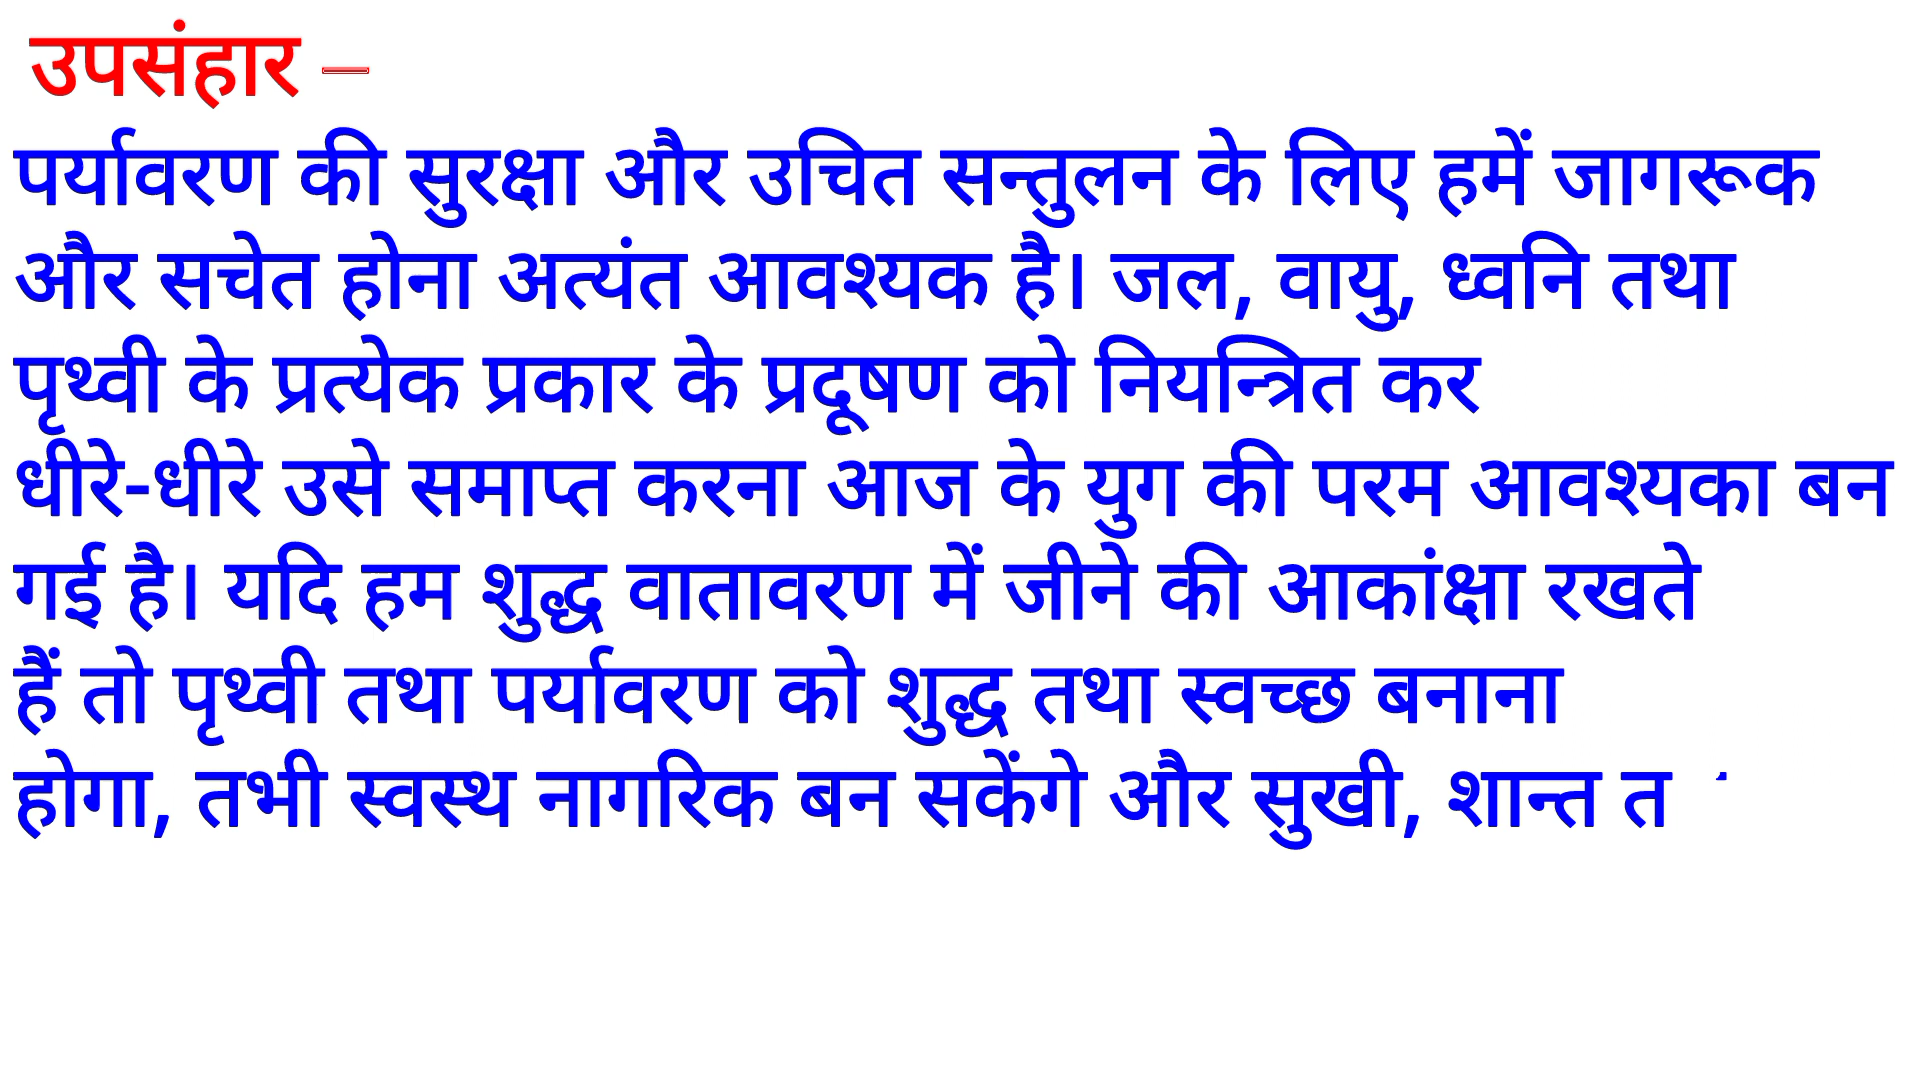 उपसंहार –
पर्यावरण की सुरक्षा और उचित सन्तुलन के लिए हमें जागरूक
और सचेत होना अत्यंत आवश्यक है। जल, वायु, ध्वनि तथा
पृथ्वी के प्रत्येक प्रकार के प्रदूषण को नियन्त्रित कर
धीरे-धीरे उसे समाप्त करना आज के युग की परम आवश्यका बन
गई है। यदि हम शुद्ध वातावरण में जीने की आकांक्षा रखते
हैं तो पृथ्वी तथा पर्यावरण को शुद्ध तथा स्वच्छ बनाना
होगा, तभी स्वस्थ नागरिक बन सकेंगे और सुखी, शान्त त